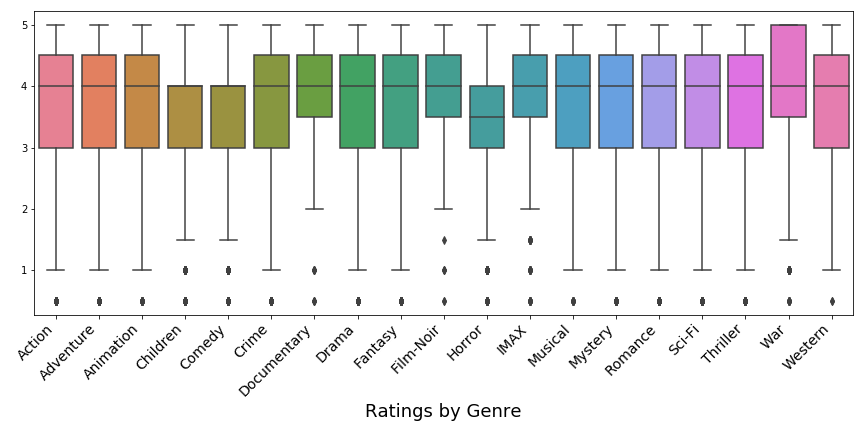 5
4
3
2
1
Action
Adventure
Animation
Children
Comedy
Crime
Documentary
Drama
Fantasy
Film-Noir
Horror
IMAX
Musical
Mystery
Romance
Sci-Fi
Thriller
War
Western
Ratings by Genre